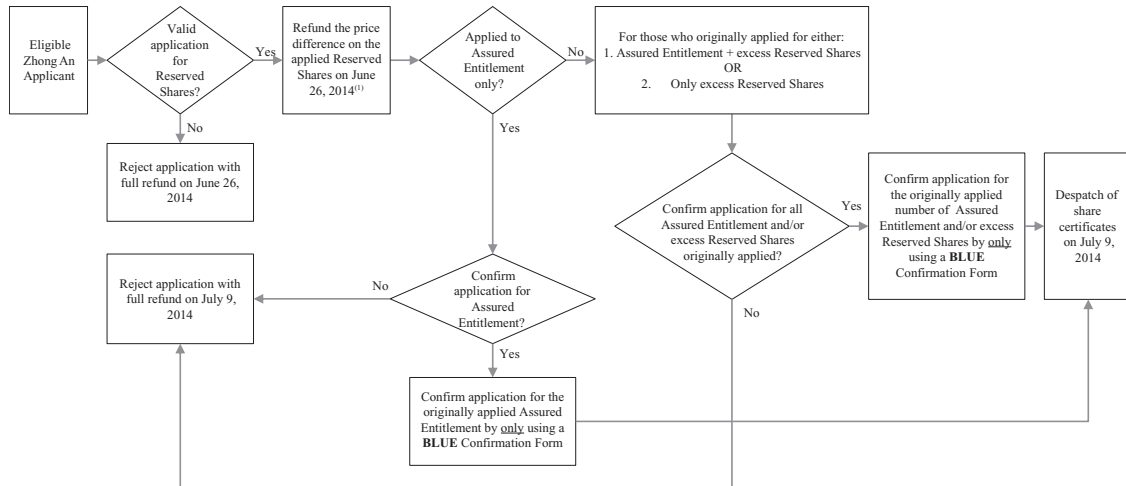 Eligible
Zhong An
Applicant
Valid
application
for
Reserved
Shares?
Yes
No
Refund the price
difference on the
applied Reserved
Shares on June
26, 2014(1)
Applied to
Assured
Entitlement
only?
No
Yes
For those who originally applied for either:
1. Assured Entitlement + excess Reserved Shares
OR
2. Only excess Reserved Shares
Reject application with
full refund on June 26,
2014
Confirm application for all
Assured Entitlement and/or
excess Reserved Shares
originally applied?
Yes
No
Confirm application for
the originally applied
number of Assured
Entitlement and/or excess
Reserved Shares by only
using a BLUE
Confirmation Form
Despatch of
share
certificates
on July 9,
2014
Reject application with
full refund on July 9,
2014
No
Confirm
application for
Assured
Entitlement?
Yes
Confirm application for the
originally applied Assured
Entitlement by only using a
BLUE Confirmation Form